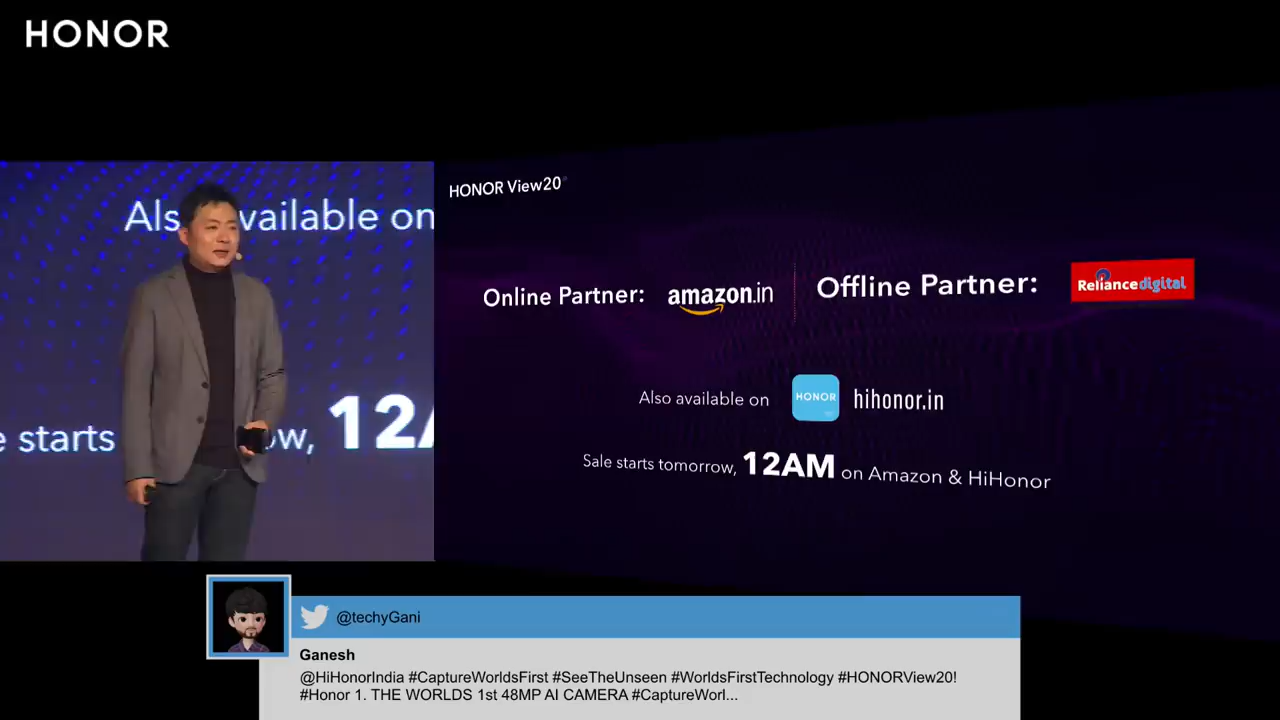 HONOR
Also available on
e starts tomorrow, 12A
HONOR View20
Online Partner: amazon.in
Offline Partner: Reliance digital
Also available on HONOR hihonor.in
Sale starts tomorrow, 12AM on Amazon & HiHonor
@techyGani
Ganesh
@HiHonorIndia #CaptureWorldsFirst #SeeTheUnseen #WorldsFirstTechnology #HONORView20!
#Honor 1. THE WORLDS 1st 48MP AI CAMERA #CaptureWorl...